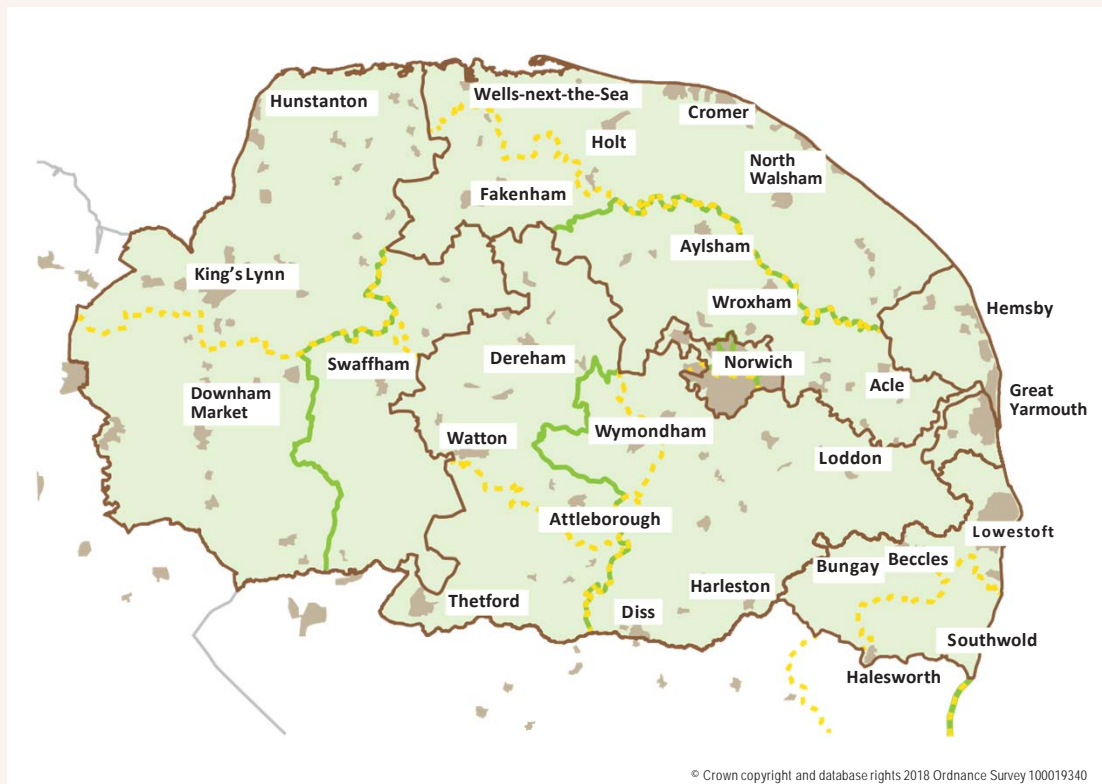 Hunstanton
Wells-next-the-Sea
Cromer
Holt
North
Walsham
Fakenham
Aylsham
King's Lynn
Wroxham
Hemsby
Swaffham
Dereham
Norwich
Acle
Great
Yarmouth
Downham
Market
Watton
Wymondham
Loddon
Attleborough
Lowestoft
Bungay
Beccles
Harleston
Thetford
Diss
Southwold
Halesworth
© Crown copyright and database rights 2018 Ordnance Survey 100019340